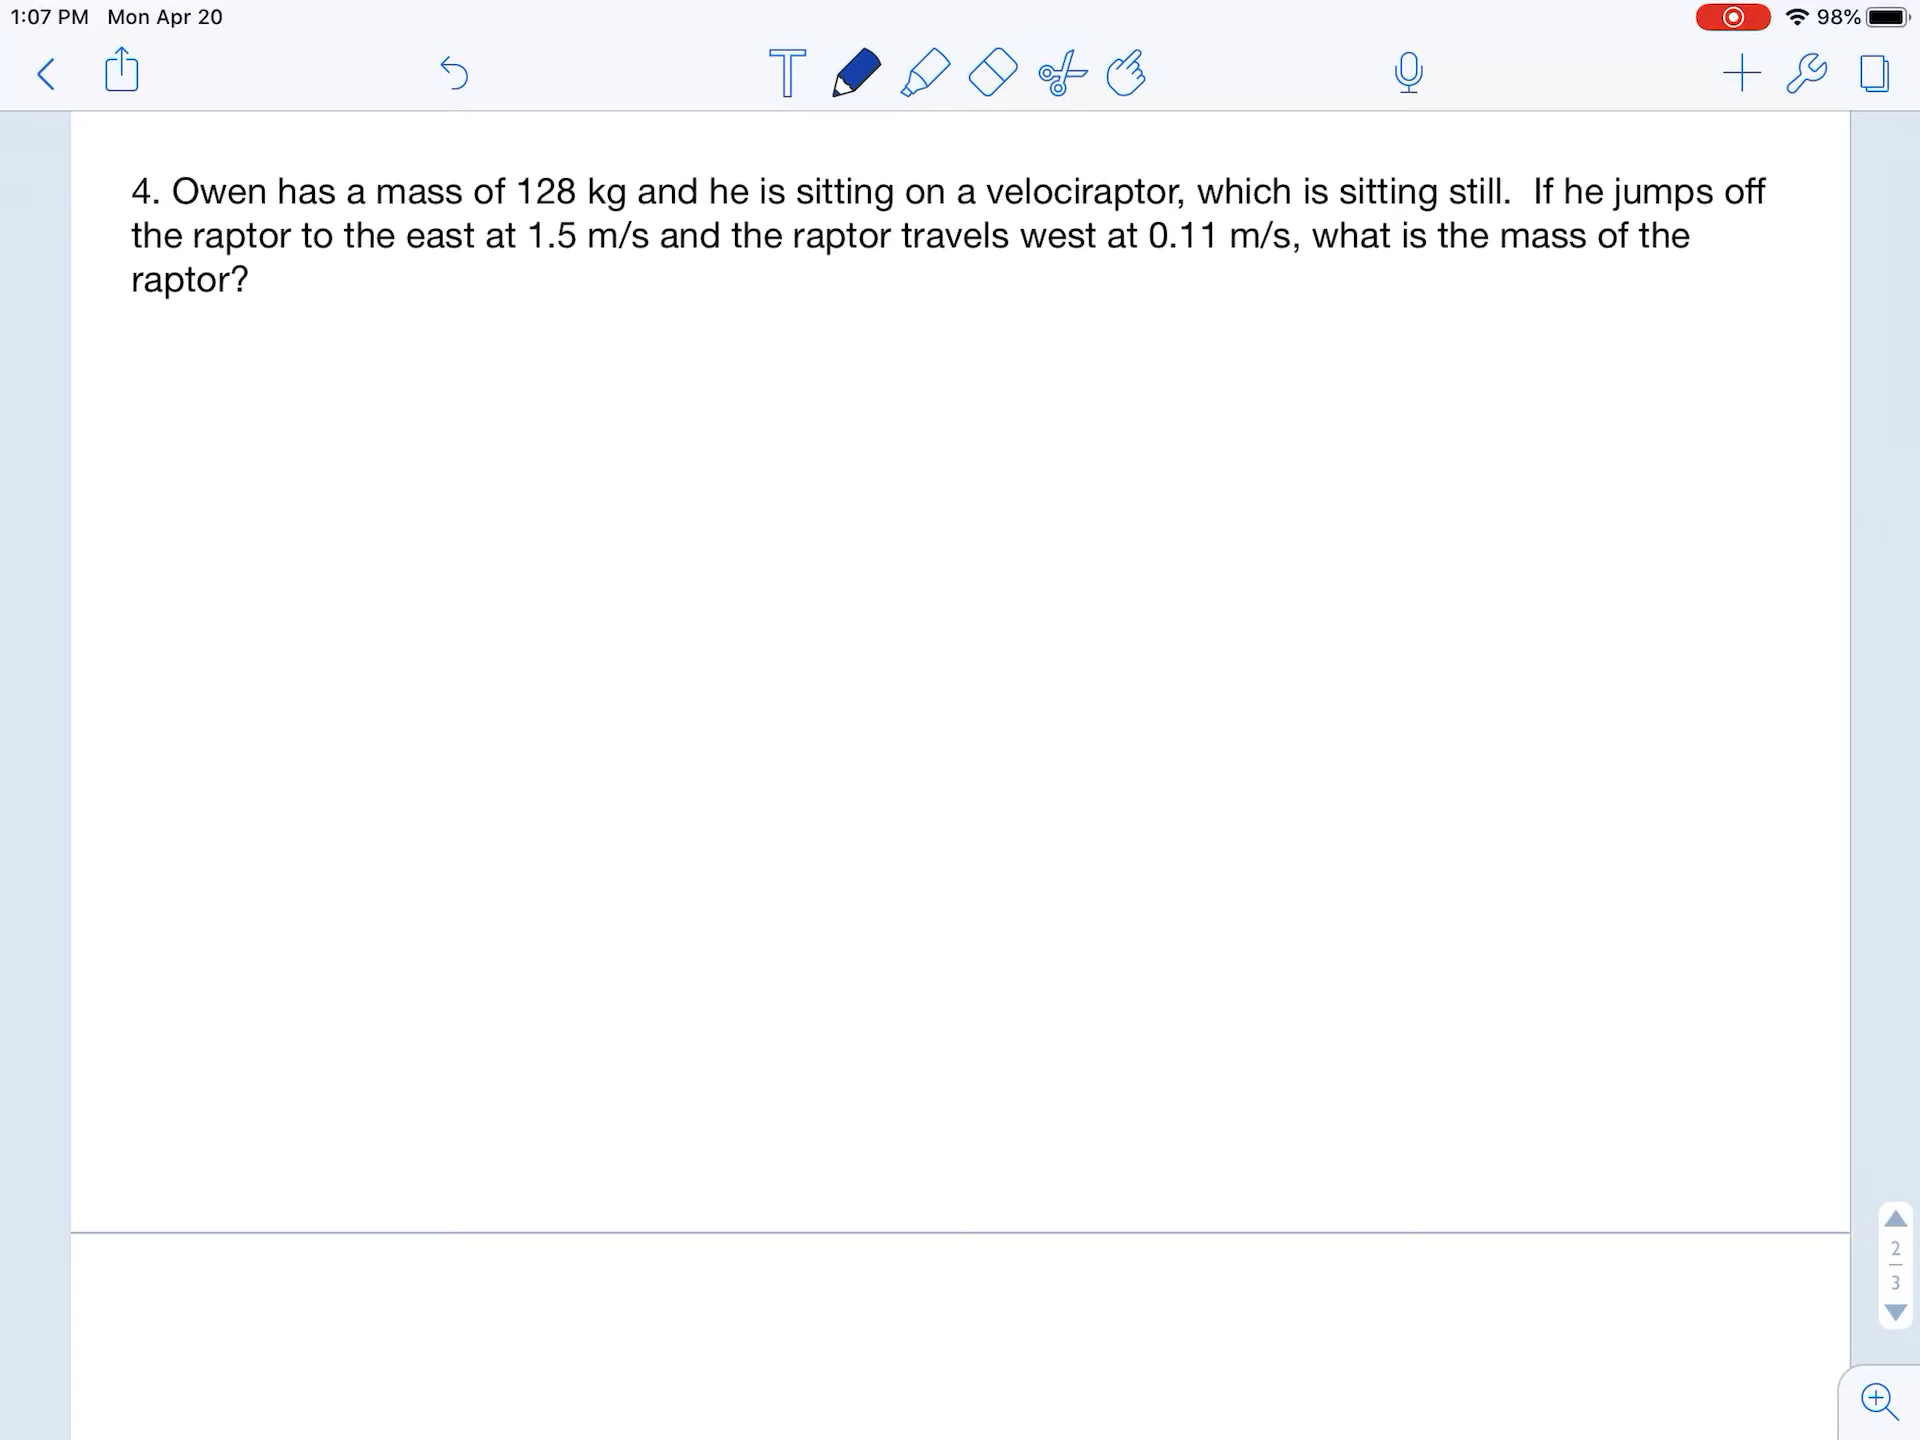 1:07 PM Mon Apr 20
98%
T
4. Owen has a mass of 128 kg and he is sitting on a velociraptor, which is sitting still.  If he jumps off
the raptor to the east at 1.5 m/s and the raptor travels west at 0.11 m/s, what is the mass of the
raptor?
2
3